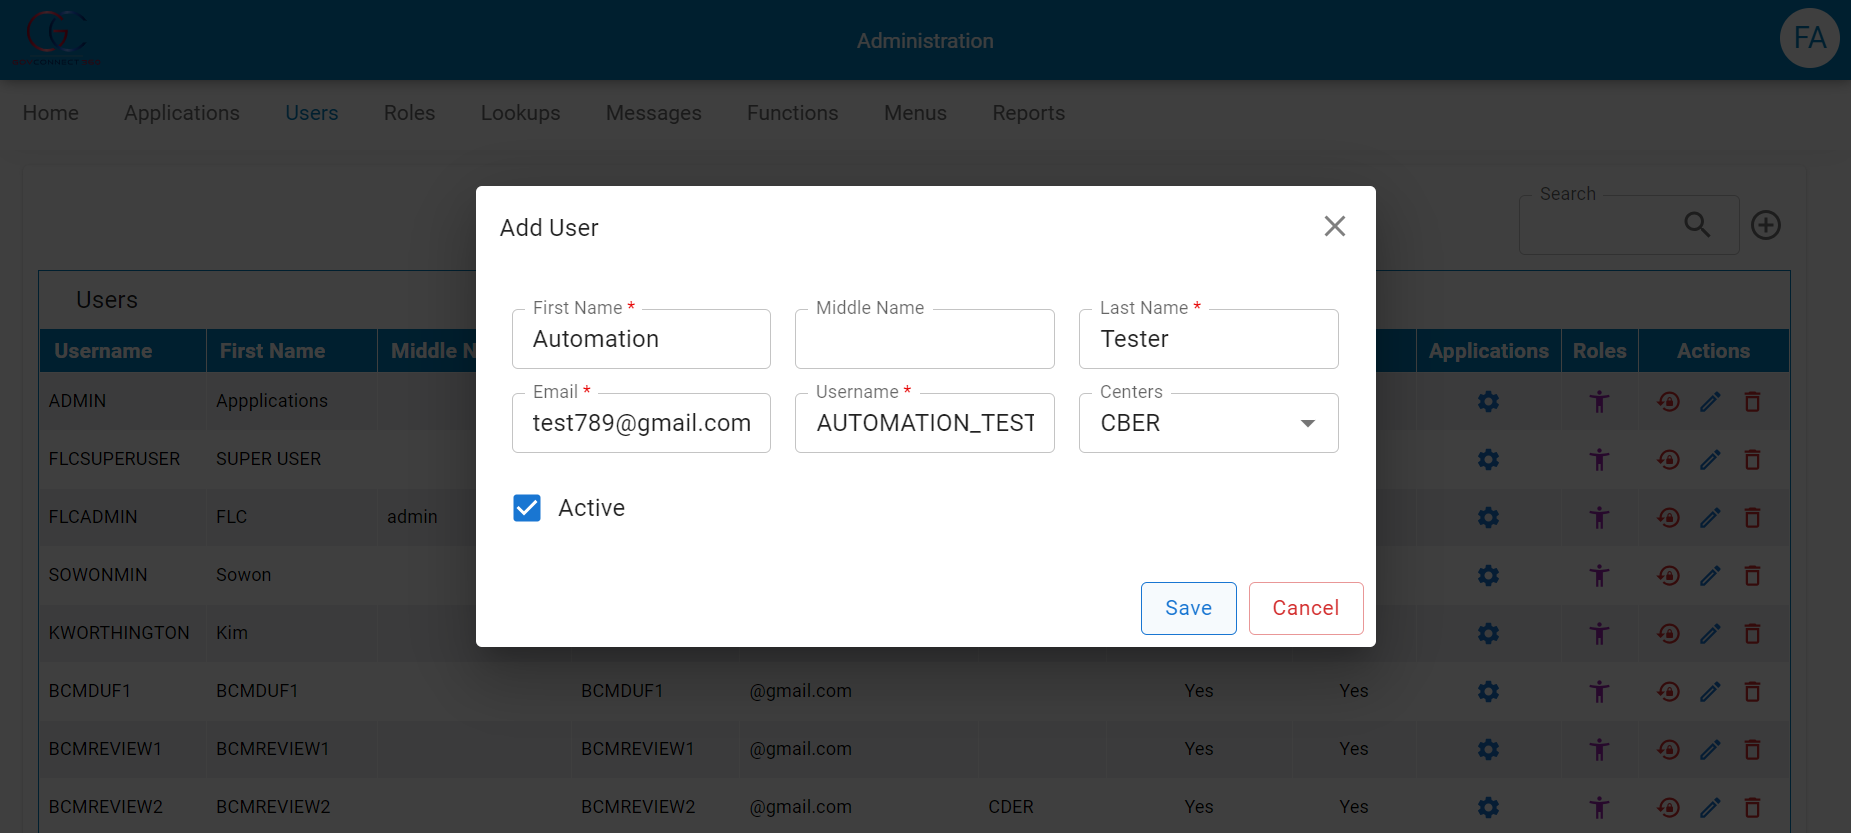 GC
CONNECT
Administration
FA
Home Applications Users Roles Lookups Messages Functions Menus Reports
Search
Add User
Users
First Name * Middle Name Last Name *
Automation Tester
Username First Name Middle N Applications Roles Actions
Email * Username * Centers
test789@gmail.com AUTOMATION_TEST CBER
ADMIN Appplications
FLCSUPERUSER SUPER USER
Active
FLCADMIN FLC admin
SOWONMIN Sowon
Save Cancel
KWORTHINGTON Kim
BCMDUF1 BCMDUF1 BCMDUF1 @gmail.com Yes Yes
BCMREVIEW1 BCMREVIEW1 BCMREVIEW1 @gmail.com Yes Yes
BCMREVIEW2 BCMREVIEW2 BCMREVIEW2 @gmail.com CDER Yes Yes